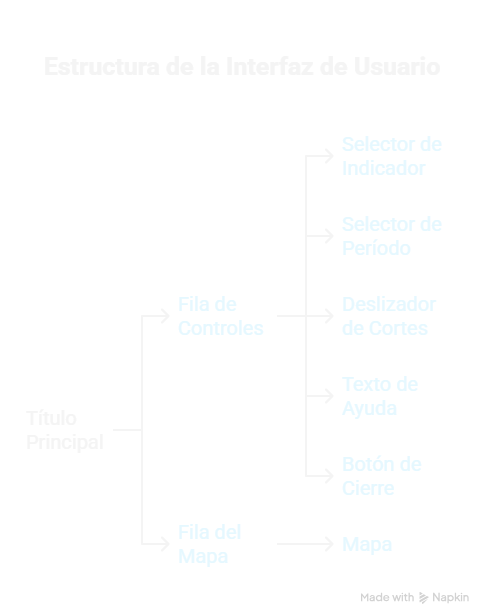 Estructura de la Interfaz de Usuario
Selector de
Indicador
Selector de
Período
Fila de
Controles
Deslizador
de Cortes
Texto de
Ayuda
Título
Principal
Botón de
Cierre
Fila del
Mapa
Mapa
Made with Napkin